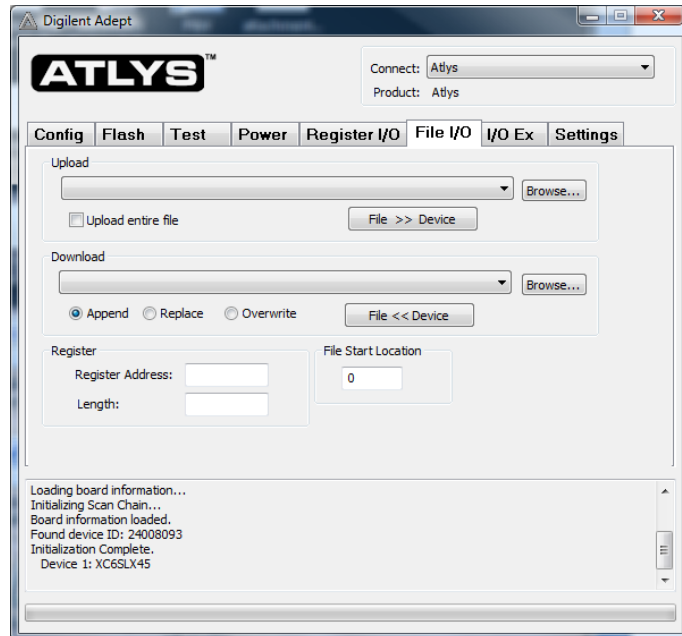 Digilent Adept
ATLYS™
Connect: Atlys
Product: Atlys
Config Flash Test Power Register I/O File I/O I/O Ex Settings
Upload
Browse...
Upload entire file
File >> Device
Download
Browse...
Append Replace Overwrite
File << Device
Register
Register Address:
Length:
File Start Location
0
Loading board information...
Initializing Scan Chain...
Board information loaded.
Found device ID: 24008093
Initialization Complete.
Device 1: XC6SLX45